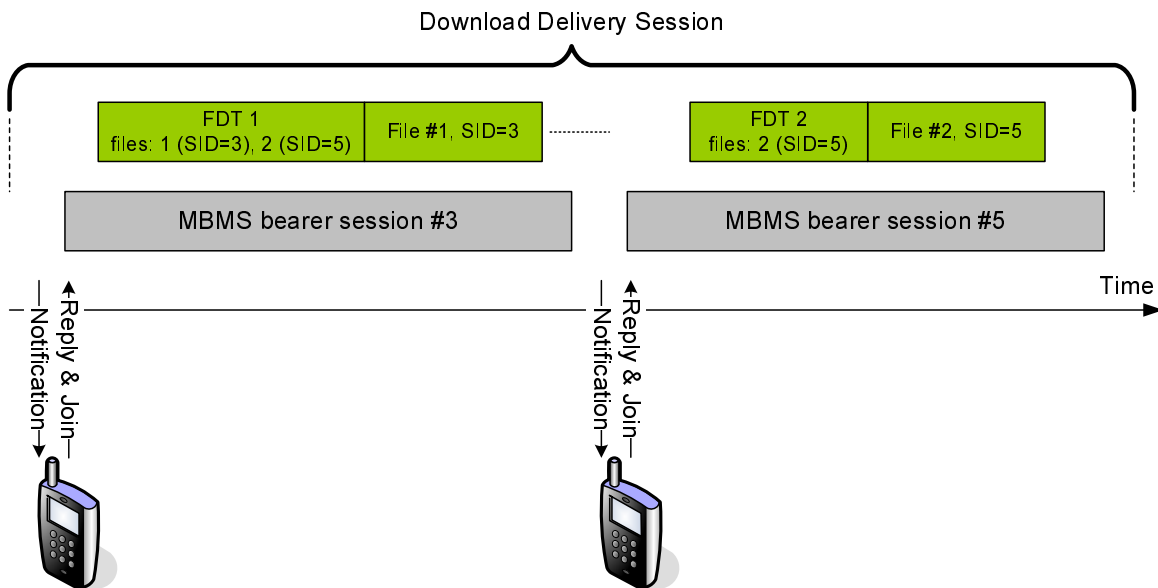 Download Delivery Session
FDT 1
files: 1 (SID=3), 2 (SID=5)
File #1, SID=3
FDT 2
files: 2 (SID=5)
File #2, SID=5
MBMS bearer session #3
MBMS bearer session #5
Time
Notification
Reply & Join
Notification
Reply & Join